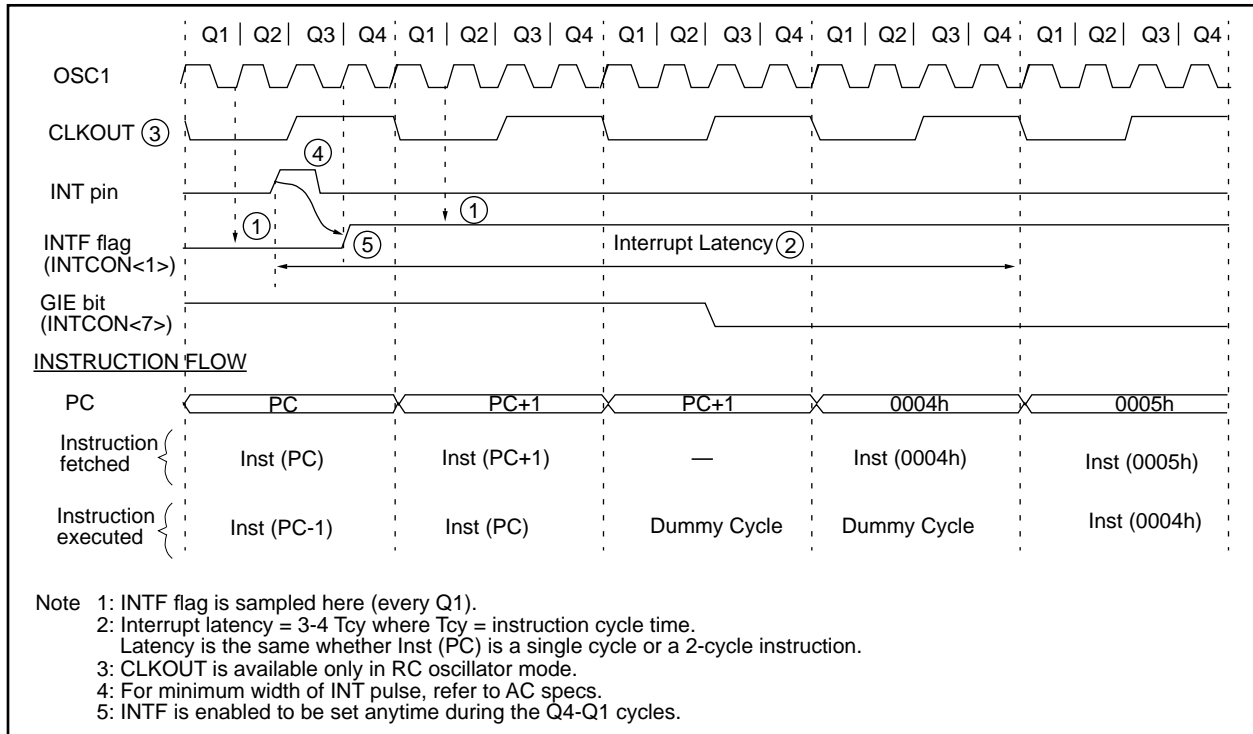 Q1 | Q2 | Q3 | Q4 Q1 | Q2 | Q3 | Q4 Q1 | Q2 | Q3 | Q4 Q1 | Q2 | Q3 | Q4 Q1 | Q2 | Q3 | Q4
OSC1
CLKOUT 3
4
INT pin
1
1
INTF flag
(INTCON<1>)
5
Interrupt Latency 2
GIE bit
(INTCON<7>)
INSTRUCTION FLOW
PC PC PC+1 PC+1 0004h 0005h
Instruction
fetched
Inst (PC) Inst (PC+1) — Inst (0004h) Inst (0005h)
Instruction
executed
Inst (PC-1) Inst (PC) Dummy Cycle Dummy Cycle Inst (0004h)
Note 1: INTF flag is sampled here (every Q1).
2: Interrupt latency = 3-4 Tcy where Tcy = instruction cycle time.
Latency is the same whether Inst (PC) is a single cycle or a 2-cycle instruction.
3: CLKOUT is available only in RC oscillator mode.
4: For minimum width of INT pulse, refer to AC specs.
5: INTF is enabled to be set anytime during the Q4-Q1 cycles.